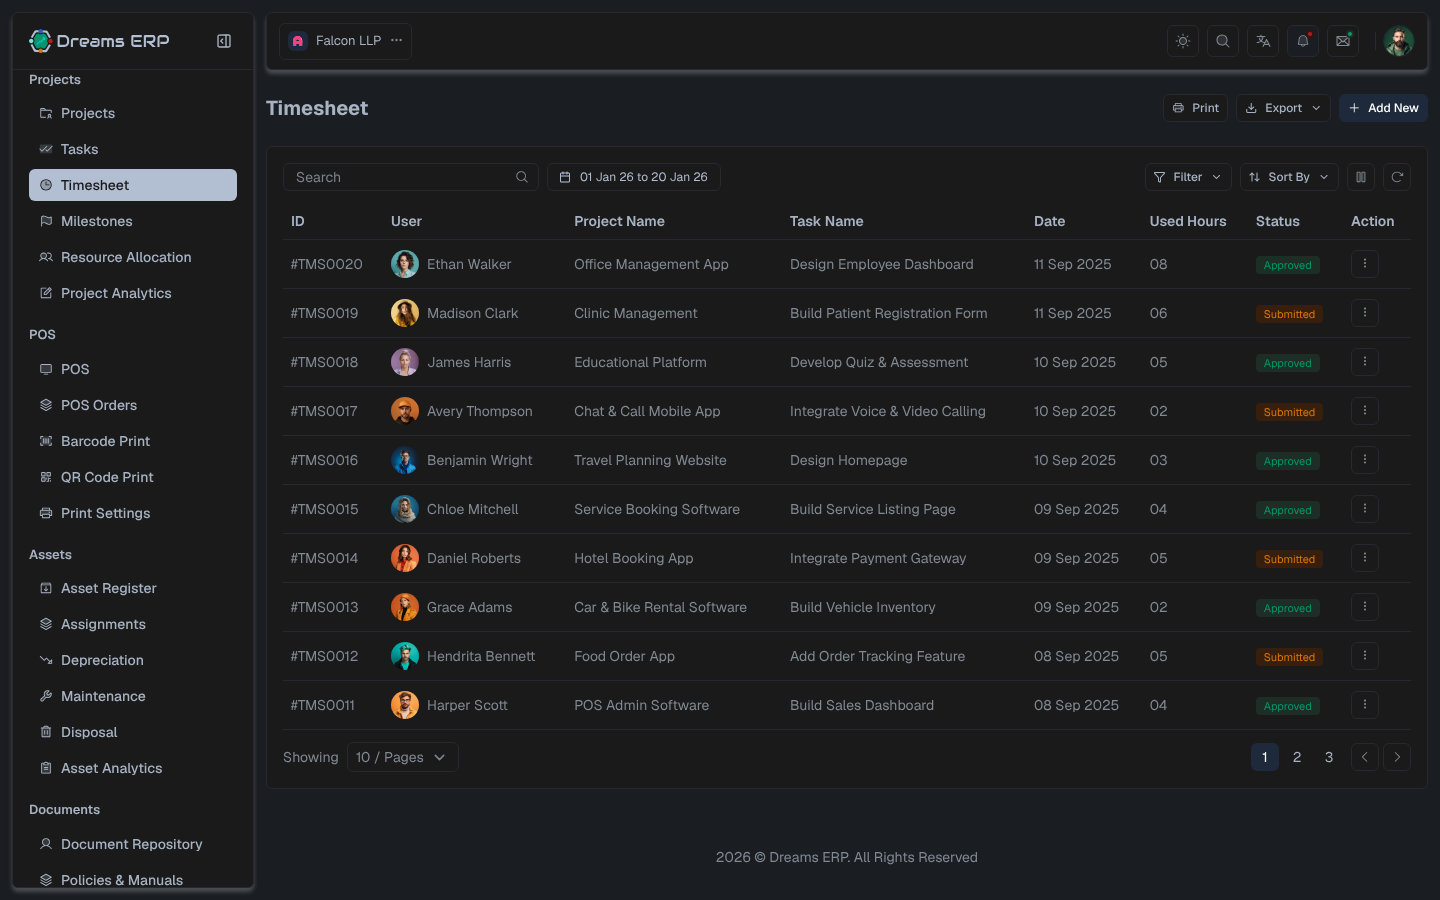 Dreams ERP
Falcon LLP
Projects
Projects
Tasks
Timesheet
Milestones
Resource Allocation
Project Analytics
POS
POS
POS Orders
Barcode Print
QR Code Print
Print Settings
Assets
Asset Register
Assignments
Depreciation
Maintenance
Disposal
Asset Analytics
Documents
Document Repository
Policies & Manuals
Timesheet
Print
Export
Add New
Search
01 Jan 26 to 20 Jan 26
Filter
Sort By
ID User Project Name Task Name Date Used Hours Status Action
#TMS0020 Ethan Walker Office Management App Design Employee Dashboard 11 Sep 2025 08 Approved
#TMS0019 Madison Clark Clinic Management Build Patient Registration Form 11 Sep 2025 06 Submitted
#TMS0018 James Harris Educational Platform Develop Quiz & Assessment 10 Sep 2025 05 Approved
#TMS0017 Avery Thompson Chat & Call Mobile App Integrate Voice & Video Calling 10 Sep 2025 02 Submitted
#TMS0016 Benjamin Wright Travel Planning Website Design Homepage 10 Sep 2025 03 Approved
#TMS0015 Chloe Mitchell Service Booking Software Build Service Listing Page 09 Sep 2025 04 Approved
#TMS0014 Daniel Roberts Hotel Booking App Integrate Payment Gateway 09 Sep 2025 05 Submitted
#TMS0013 Grace Adams Car & Bike Rental Software Build Vehicle Inventory 09 Sep 2025 02 Approved
#TMS0012 Hendrita Bennett Food Order App Add Order Tracking Feature 08 Sep 2025 05 Submitted
#TMS0011 Harper Scott POS Admin Software Build Sales Dashboard 08 Sep 2025 04 Approved
Showing 10 / Pages
1 2 3
2026 © Dreams ERP. All Rights Reserved